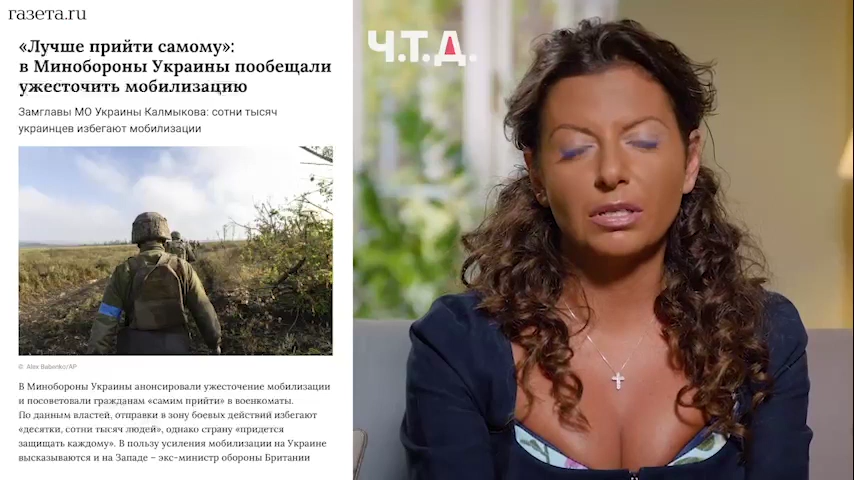 газета.ru
«Лучше прийти самому»:
в Минобороны Украины пообещали
ужесточить мобилизацию
Замглавы МО Украины Калмыкова: сотни тысяч
украинцев избегают мобилизации
© Alex Babenko/AP
В Минобороны Украины анонсировали ужесточение мобилизации
и посоветовали гражданам «самим прийти» в военкоматы.
По данным властей, отправки в зону боевых действий избегают
«десятки, сотни тысяч людей», однако страну «придется
защищать каждому». В пользу усиления мобилизации на Украине
высказываются и на Западе – экс-министр обороны Британии
Ч.Т.Д.